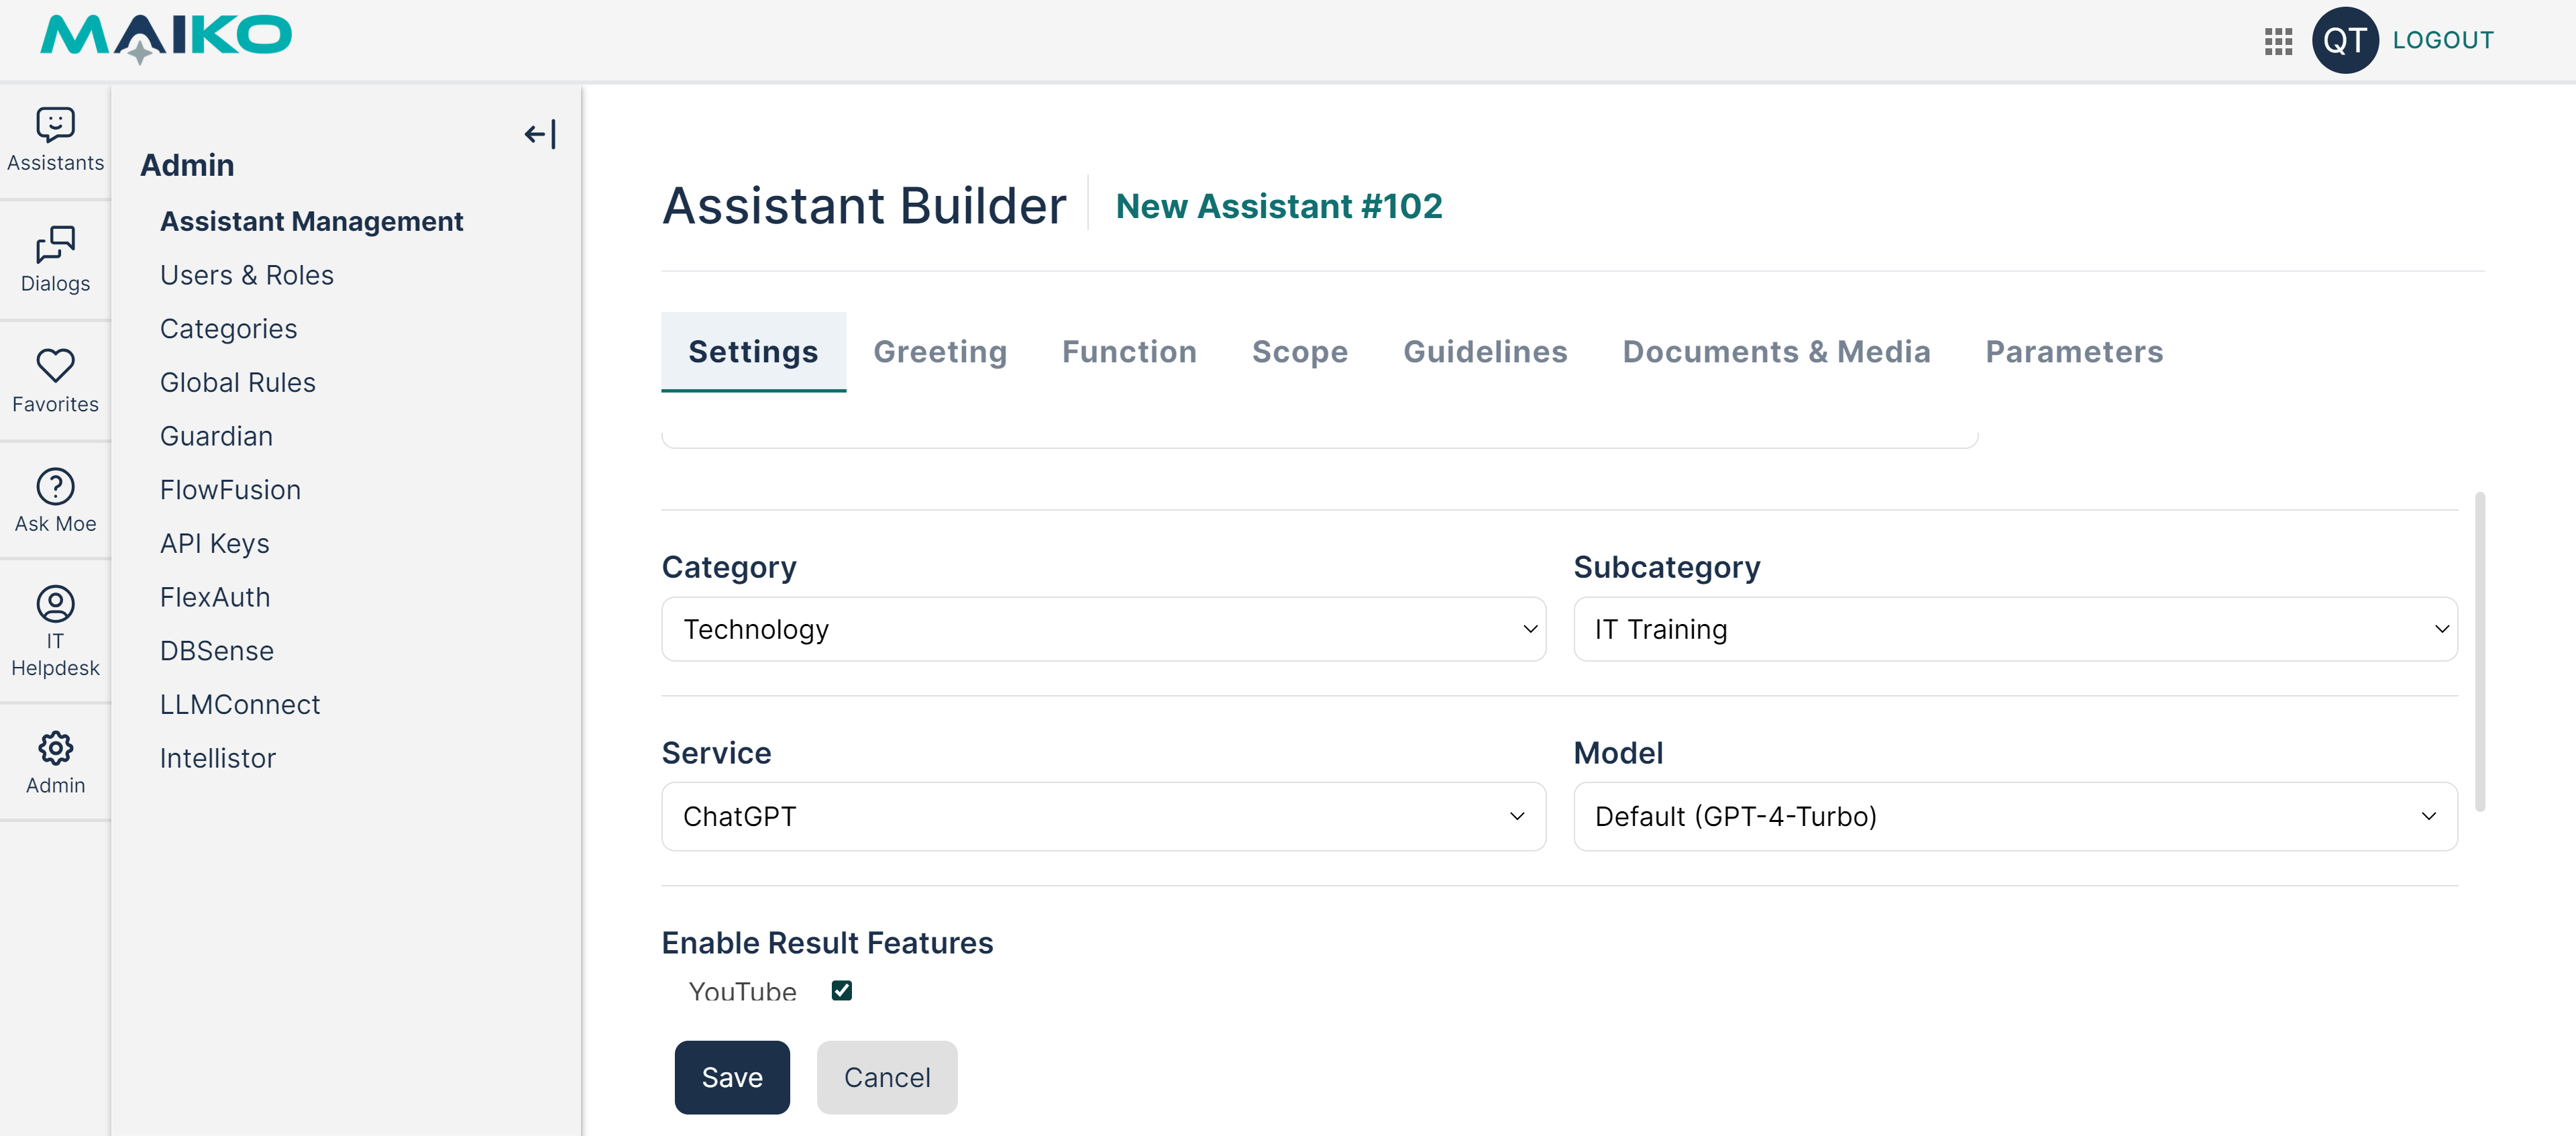 MAIKO
QT LOGOUT
Assistants
Dialogs
Favorites
Ask Moe
IT
Helpdesk
Admin
Admin
Assistant Management
Users & Roles
Categories
Global Rules
Guardian
FlowFusion
API Keys
FlexAuth
DBSense
LLMConnect
Intellistor
Assistant Builder New Assistant #102
Settings Greeting Function Scope Guidelines Documents & Media Parameters
Category Subcategory
Technology IT Training
Service Model
ChatGPT Default (GPT-4-Turbo)
Enable Result Features
YouTube
Save Cancel